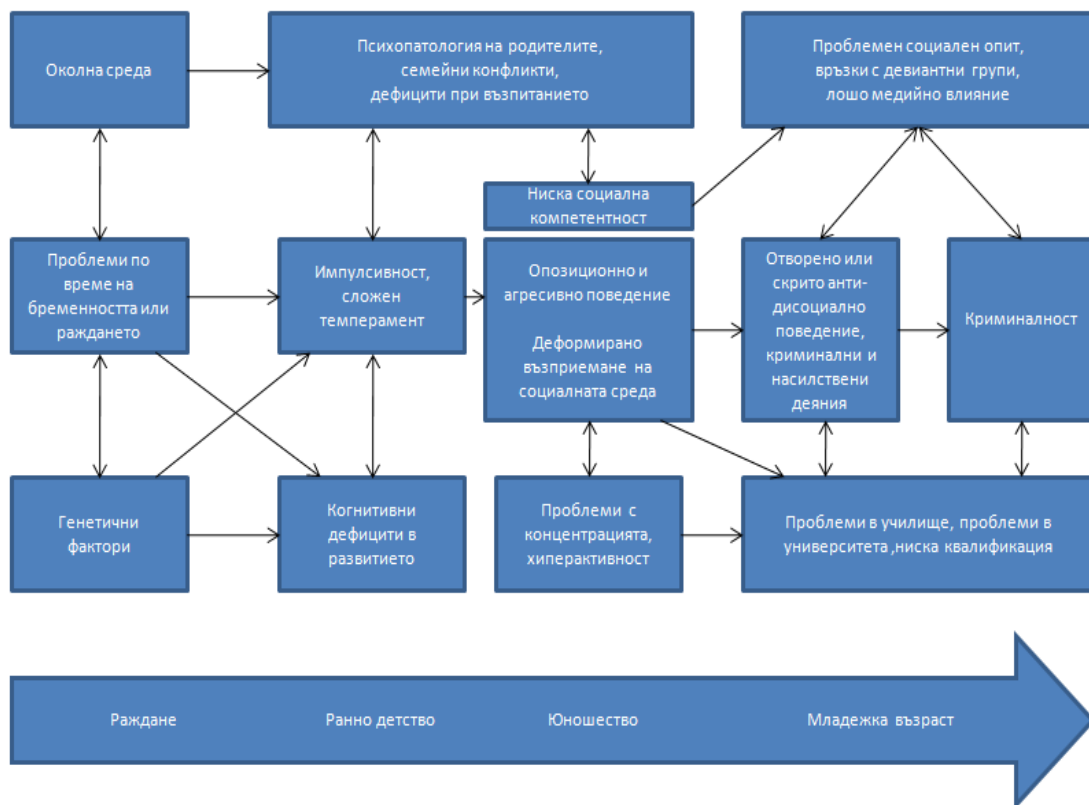 Околна среда
Психопатология на родителите,
семейни конфликти,
дефицити при възпитанието
Проблемен социален опит,
връзки с девиантни групи,
лошо медийно влияние
Ниска социална
компетентност
Проблеми по
време на
бременността или
раждането
Импулсивност,
сложен
темперамент
Опозиционно и
агресивно поведение
Деформирано
възприемане на
социалната среда
Отворено или
скрито анти-
дисоциално
поведение,
криминални и
насилствени
деяния
Криминалност
Генетични
фактори
Когнитивни
дефицити в
развитието
Проблеми с
концентрацията,
хиперактивност
Проблеми в училище, проблеми в
университета ,ниска квалификация
Раждане
Ранно детство
Юношество
Младежка възраст